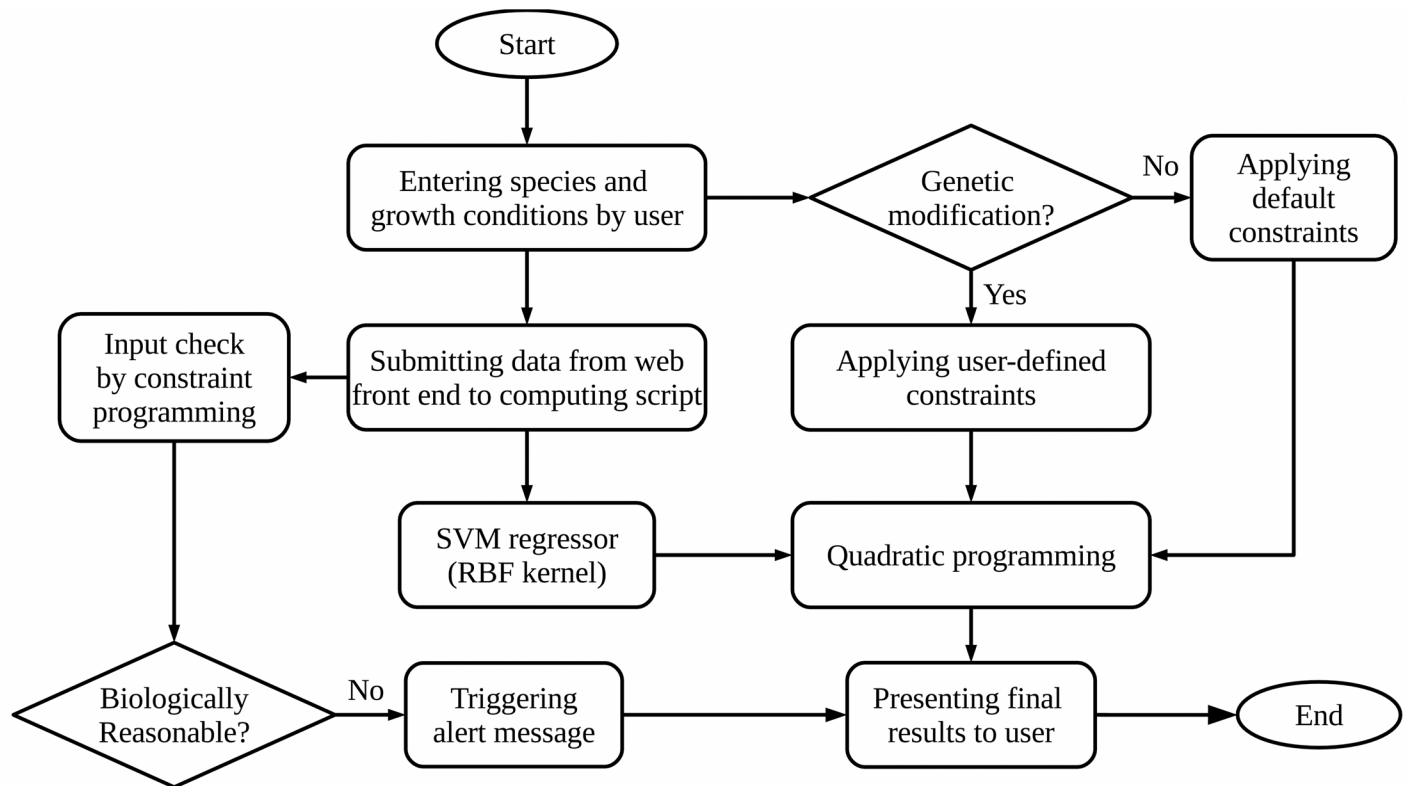 Start
Entering species and
growth conditions by user
Genetic
modification?
No
Applying
default
constraints
Yes
Input check
by constraint
programming
Submitting data from web
front end to computing script
Applying user-defined
constraints
SVM regressor
(RBF kernel)
Quadratic programming
Biologically
Reasonable?
No
Triggering
alert message
Presenting final
results to user
End